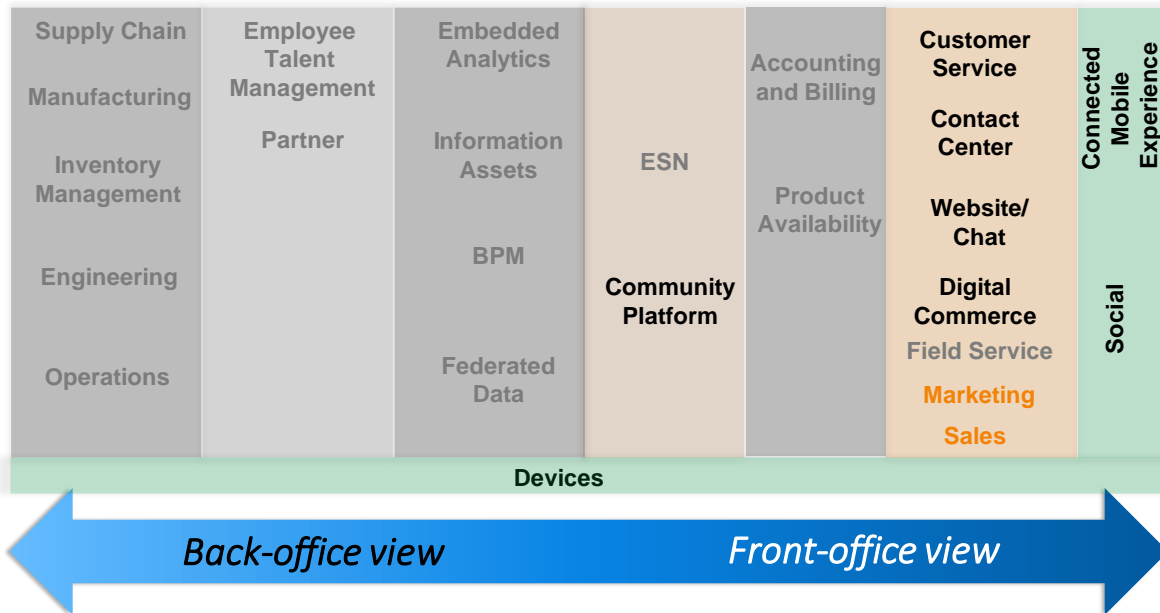 Supply Chain
Manufacturing
Inventory
Management
Engineering
Operations
Employee
Talent
Management
Partner
Embedded
Analytics
Information
Assets
BPM
Federated
Data
ESN
Community
Platform
Accounting
and Billing
Product
Availability
Customer
Service
Contact
Center
Website/
Chat
Digital
Commerce
Field Service
Marketing
Sales
Connected
Mobile
Experience
Social
Devices
Back-office view
Front-office view